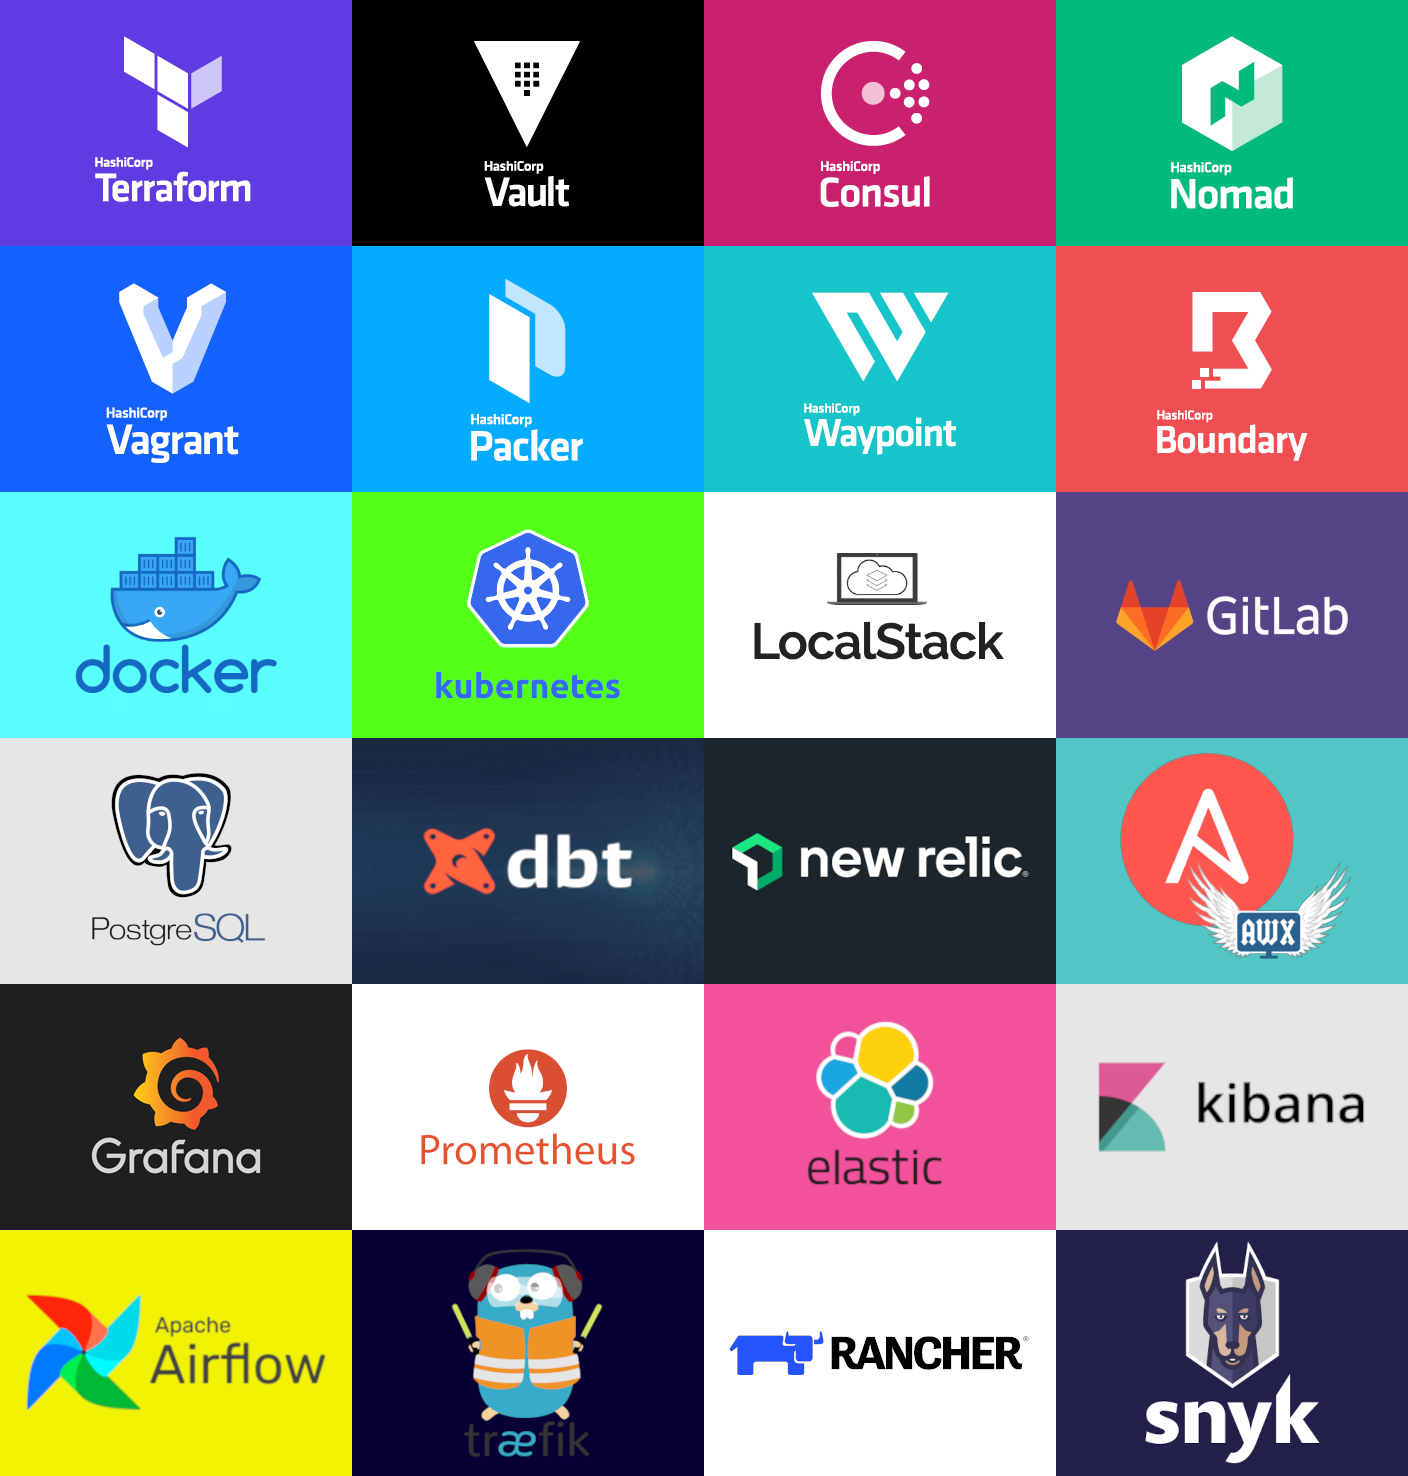 HashiCorp
Terraform
HashiCorp
Vault
HashiCorp
Consul
HashiCorp
Nomad
HashiCorp
Vagrant
HashiCorp
Packer
HashiCorp
Waypoint
HashiCorp
Boundary
docker
kubernetes
LocalStack
GitLab
PostgreSQL
dbt
new relic®
AWX
Grafana
Prometheus
elastic
kibana
Apache
Airflow
træfik
RANCHER®
snyk